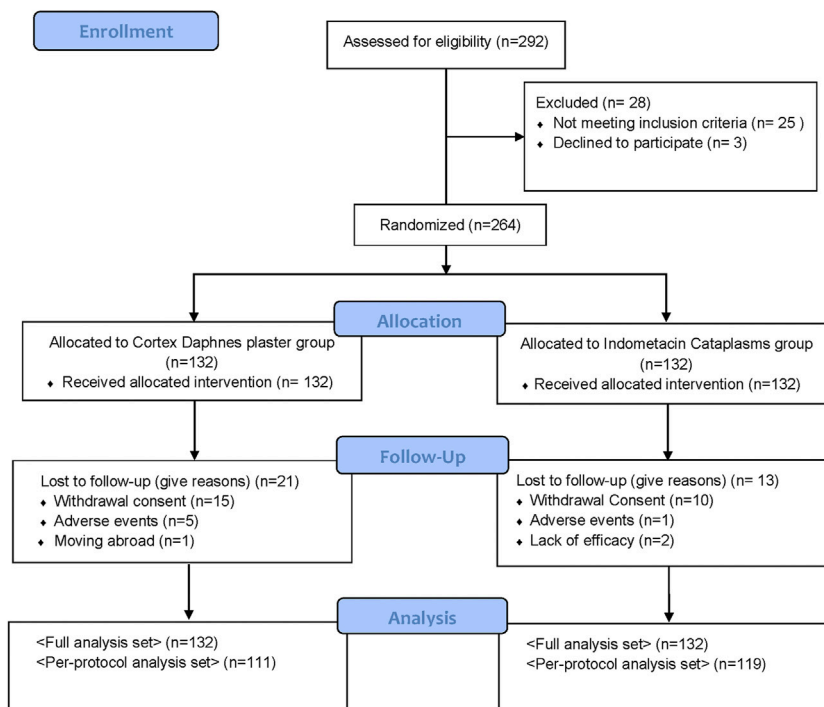 Enrollment
Assessed for eligibility (n=292)
Excluded (n= 28)
♦ Not meeting inclusion criteria (n= 25 )
♦ Declined to participate (n= 3)
Randomized (n=264)
Allocation
Allocated to Cortex Daphnes plaster group
(n=132)
♦ Received allocated intervention (n= 132)
Allocated to Indometacin Cataplasms group
(n=132)
♦ Received allocated intervention (n=132)
Follow-Up
Lost to follow-up (give reasons) (n=21)
♦ Withdrawal consent (n=15)
♦ Adverse events (n=5)
♦ Moving abroad (n=1)
Lost to follow-up (give reasons) (n= 13)
♦ Withdrawal Consent (n=10)
♦ Adverse events (n=1)
♦ Lack of efficacy (n=2)
Analysis
<Full analysis set> (n=132)
<Per-protocol analysis set> (n=111)
<Full analysis set> (n=132)
<Per-protocol analysis set> (n=119)